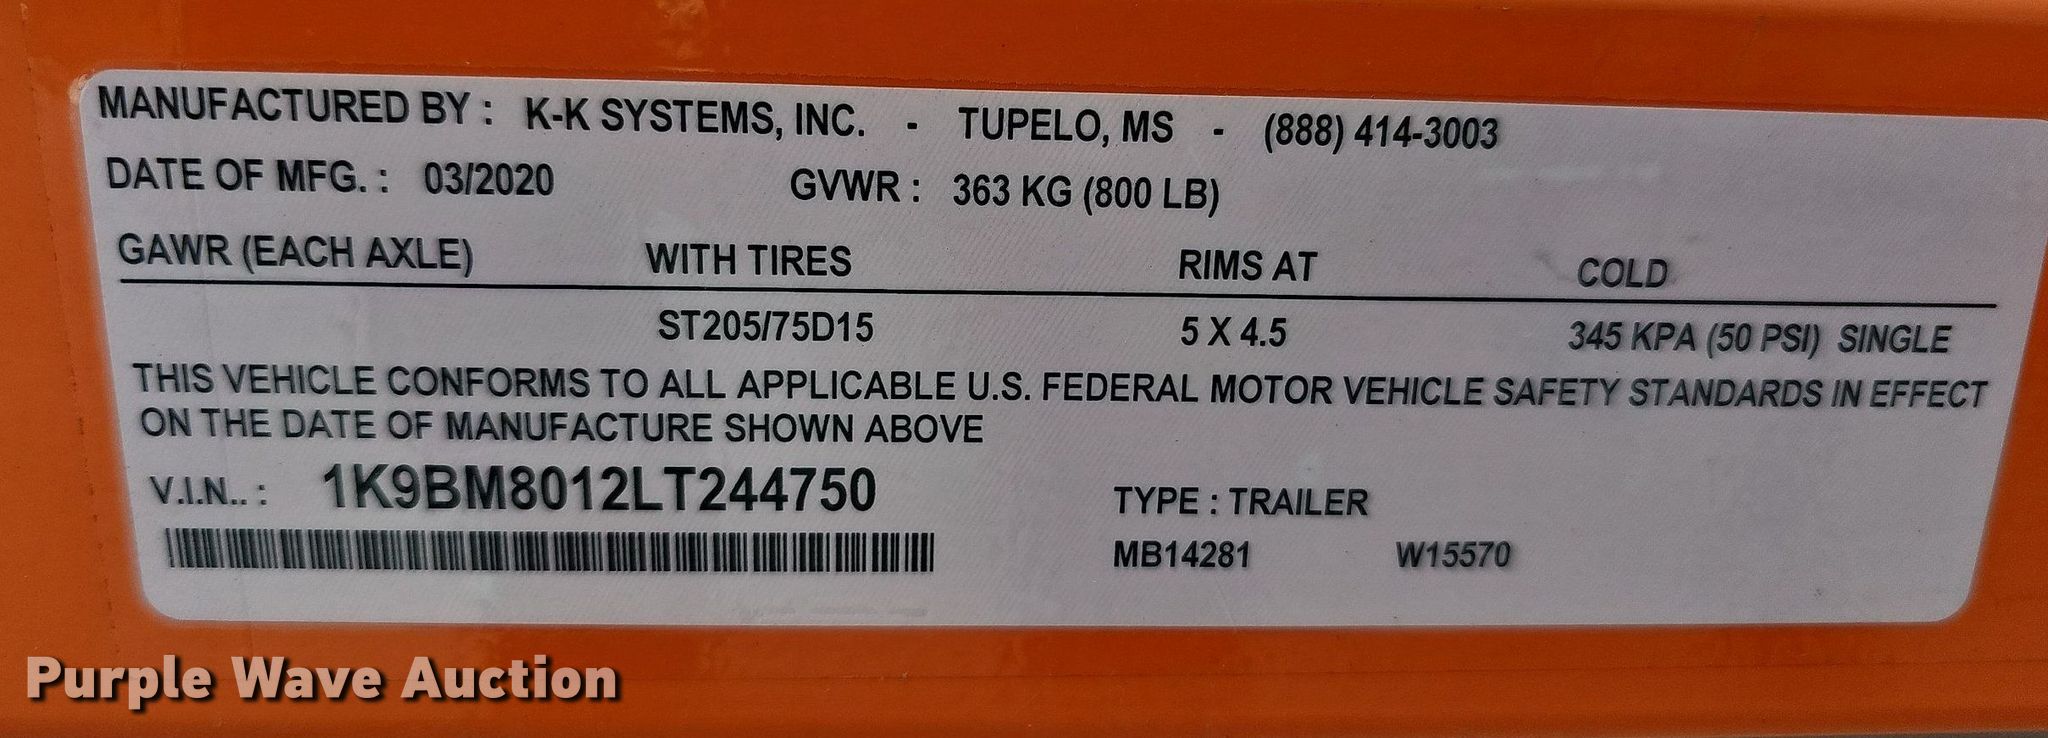 MANUFACTURED BY : K-K SYSTEMS, INC. - TUPELO, MS - (888) 414-3003
DATE OF MFG. : 03/2020 GVWR : 363 KG (800 LB)
GAWR (EACH AXLE) WITH TIRES RIMS AT COLD
ST205/75D15 5 X 4.5 345 KPA (50 PSI) SINGLE
THIS VEHICLE CONFORMS TO ALL APPLICABLE U.S. FEDERAL MOTOR VEHICLE SAFETY STANDARDS IN EFFECT
ON THE DATE OF MANUFACTURE SHOWN ABOVE
V.I.N.. : 1K9BM8012LT244750 TYPE : TRAILER
MB14281 W15570
Purple Wave Auction